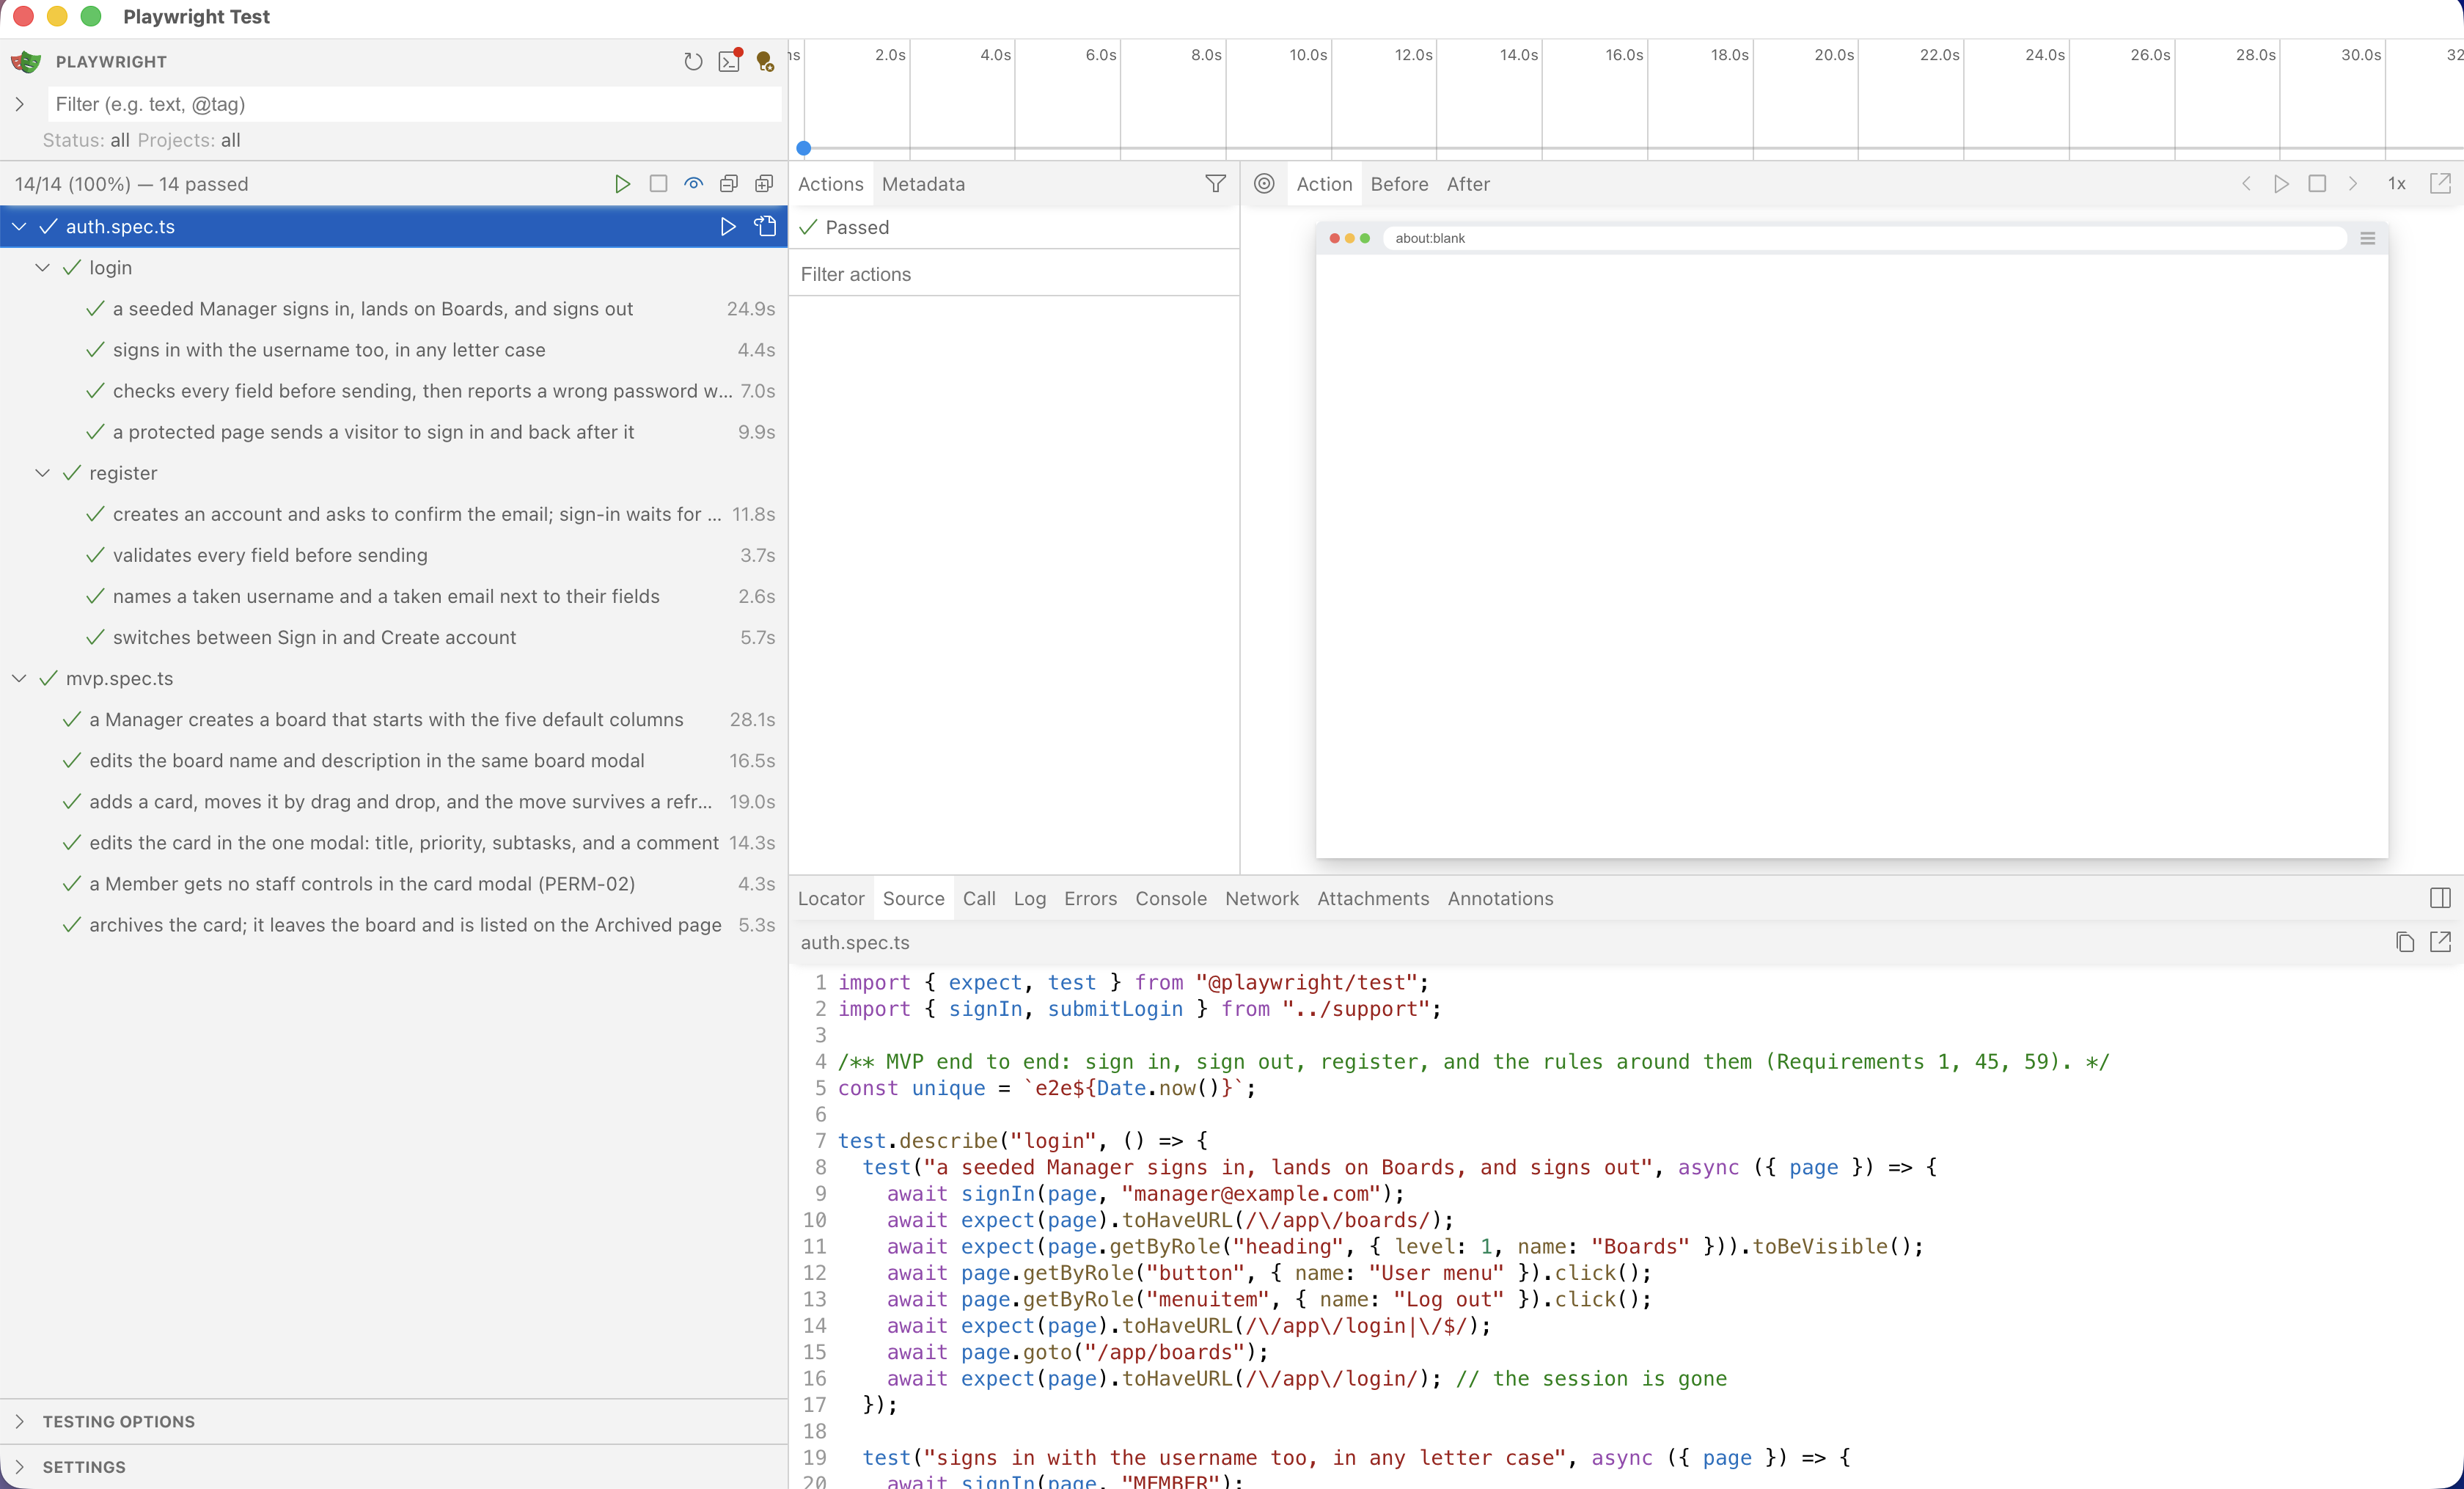 Playwright Test
PLAYWRIGHT
Filter (e.g. text, @tag)
Status: all Projects: all
14/14 (100%) — 14 passed
auth.spec.ts
login
a seeded Manager signs in, lands on Boards, and signs out 24.9s
signs in with the username too, in any letter case 4.4s
checks every field before sending, then reports a wrong password w... 7.0s
a protected page sends a visitor to sign in and back after it 9.9s
register
creates an account and asks to confirm the email; sign-in waits for ... 11.8s
validates every field before sending 3.7s
names a taken username and a taken email next to their fields 2.6s
switches between Sign in and Create account 5.7s
mvp.spec.ts
a Manager creates a board that starts with the five default columns 28.1s
edits the board name and description in the same board modal 16.5s
adds a card, moves it by drag and drop, and the move survives a refr... 19.0s
edits the card in the one modal: title, priority, subtasks, and a comment 14.3s
a Member gets no staff controls in the card modal (PERM-02) 4.3s
archives the card; it leaves the board and is listed on the Archived page 5.3s
TESTING OPTIONS
SETTINGS
2.0s 4.0s 6.0s 8.0s 10.0s 12.0s 14.0s 16.0s 18.0s 20.0s 22.0s 24.0s 26.0s 28.0s 30.0s 32
Actions Metadata
Passed
Filter actions
Action Before After 1x
about:blank
Locator Source Call Log Errors Console Network Attachments Annotations
auth.spec.ts
1 import { expect, test } from "@playwright/test";
2 import { signIn, submitLogin } from "../support";
3
4 /** MVP end to end: sign in, sign out, register, and the rules around them (Requirements 1, 45, 59). */
5 const unique = `e2e${Date.now()}`;
6
7 test.describe("login", () => {
8 test("a seeded Manager signs in, lands on Boards, and signs out", async ({ page }) => {
9 await signIn(page, "manager@example.com");
10 await expect(page).toHaveURL(/\/app\/boards/);
11 await expect(page.getByRole("heading", { level: 1, name: "Boards" })).toBeVisible();
12 await page.getByRole("button", { name: "User menu" }).click();
13 await page.getByRole("menuitem", { name: "Log out" }).click();
14 await expect(page).toHaveURL(/\/app\/login|\/$/);
15 await page.goto("/app/boards");
16 await expect(page).toHaveURL(/\/app\/login/); // the session is gone
17 });
18
19 test("signs in with the username too, in any letter case", async ({ page }) => {
20 await signIn(page, "MEMBER");